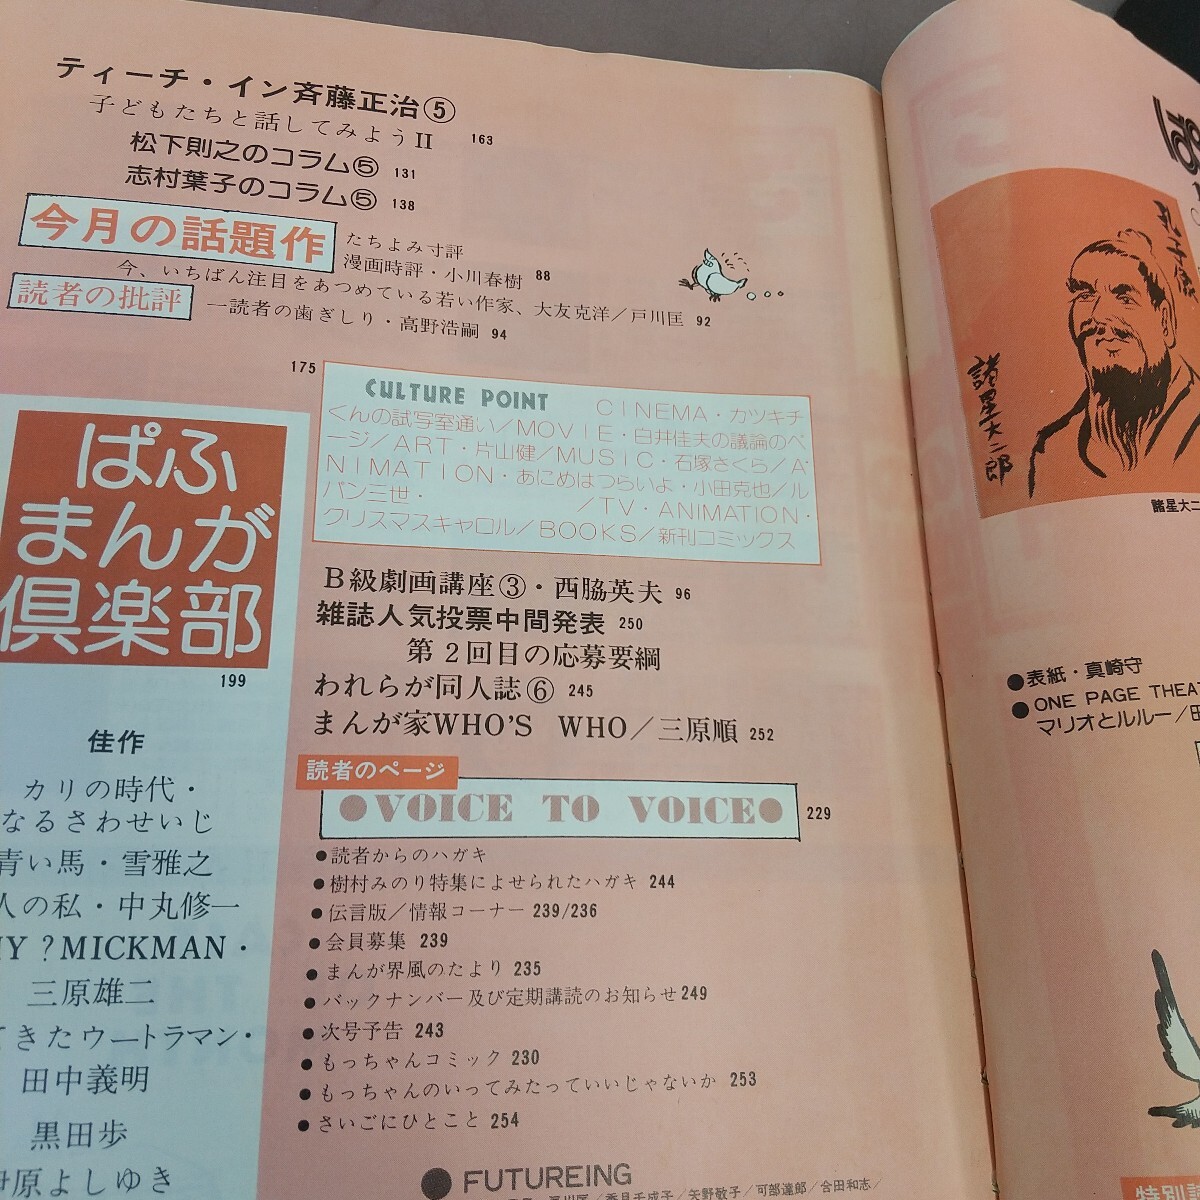 ティーチ・イン斉藤正治⑤
子どもたちと話してみようII 163
松下則之のコラム⑤ 131
志村葉子のコラム⑤ 138
今月の話題作
たちよみ寸評
漫画時評・小川春樹 88
今、いちばん注目をあつめている若い作家、大友克洋/戸川匡 92
読者の批評
一読者の歯ぎしり・高野浩嗣 94
175
CULTURE POINT
CINEMA・カツキチ
くんの試写室通い/MOVIE・白井佳夫の議論のペ
ージ/ART・片山健/MUSIC・石塚さくら/A・
NIMATION・あにめはつらいよ・小田克也/ル
パン三世・ /TV・ANIMATION・
クリスマスキャロル/BOOKS/新刊コミックス
ぱふ
まんが
倶楽部
199
B級劇画講座③・西脇英夫 96
雑誌人気投票中間発表 250
第2回目の応募要綱
われらが同人誌⑥ 245
まんが家WHO'S WHO/三原順 252
佳作
カリの時代・
なるさわせいじ
青い馬・雪雅之
人の私・中丸修一
HY?MICKMAN・
三原雄二
てきたウートラマン・
田中義明
黒田歩
伊原よしゆき
読者のページ
●VOICE TO VOICE● 229
●読者からのハガキ
●樹村みのり特集によせられたハガキ 244
●伝言版/情報コーナー 239/236
●会員募集 239
●まんが界風のたより 235
●バックナンバー及び定期講読のお知らせ 249
●次号予告 243
●もっちゃんコミック 230
●もっちゃんのいってみたっていいじゃないか 253
●さいごにひとこと 254
●FUTUREING
香月千成子/矢野敬子/可部達郎/合田和志/
孔子伝
諸星大二郎
諸星大二
●表紙・真崎守
●ONE PAGE THEAT
マリオとルルー/田
特別